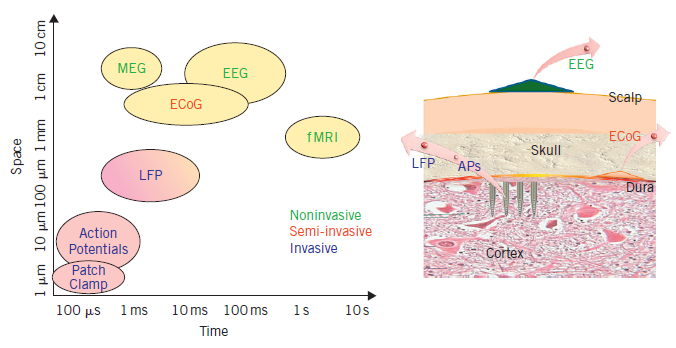 Space
1 µm 10 µm 100 µm 1 mm 1 cm 10 cm
MEG
EEG
ECoG
fMRI
LFP
Action
Potentials
Patch
Clamp
Noninvasive
Semi-invasive
Invasive
100 µs 1 ms 10 ms 100 ms 1 s 10 s
Time
EEG
Scalp
ECoG
Skull
LFP
APs
Dura
Cortex